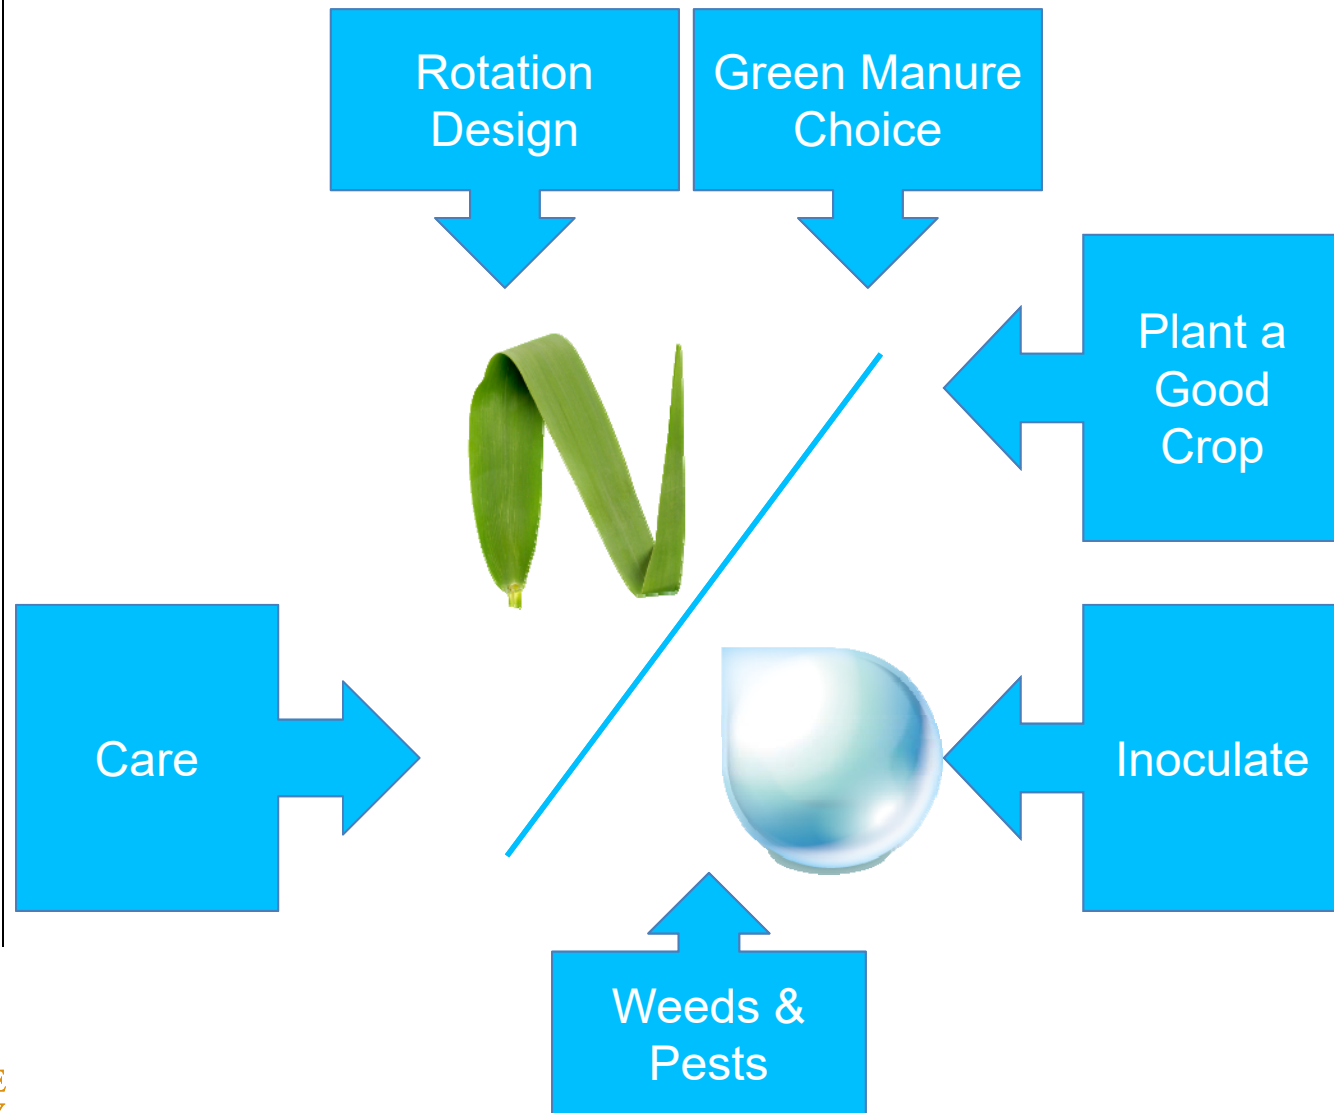 Rotation
Design
Green Manure
Choice
Plant a
Good
Crop
Care
Inoculate
Weeds &
Pests